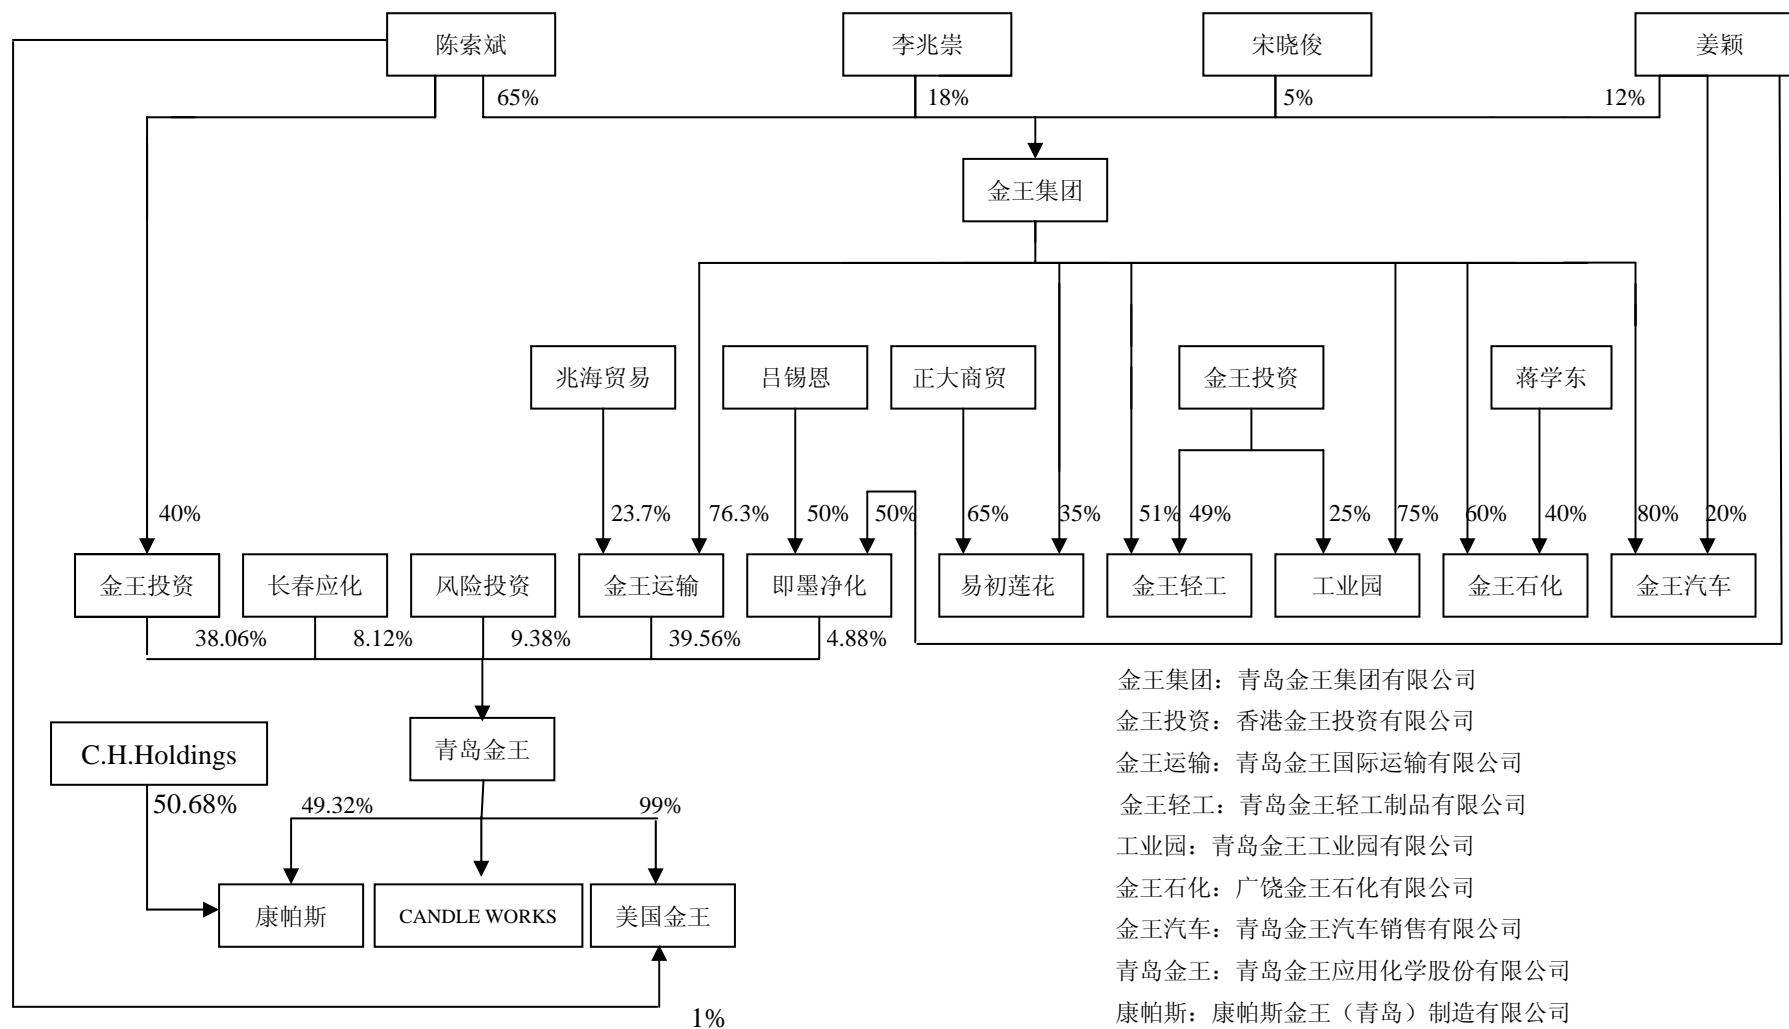 陈索斌
李兆崇
宋晓俊
姜颖
65%
18%
5%
12%
金王集团
兆海贸易
吕锡恩
正大商贸
金王投资
蒋学东
40%
23.7%
76.3%
50%
50%
65%
35%
51%
49%
25%
75%
60%
40%
80%
20%
金王投资
长春应化
风险投资
金王运输
即墨净化
易初莲花
金王轻工
工业园
金王石化
金王汽车
38.06%
8.12%
9.38%
39.56%
4.88%
C.H.Holdings
青岛金王
50.68%
49.32%
99%
康帕斯
CANDLE WORKS
美国金王
1%
金王集团：青岛金王集团有限公司
金王投资：香港金王投资有限公司
金王运输：青岛金王国际运输有限公司
金王轻工：青岛金王轻工制品有限公司
工业园：青岛金王工业园有限公司
金王石化：广饶金王石化有限公司
金王汽车：青岛金王汽车销售有限公司
青岛金王：青岛金王应用化学股份有限公司
康帕斯：康帕斯金王（青岛）制造有限公司